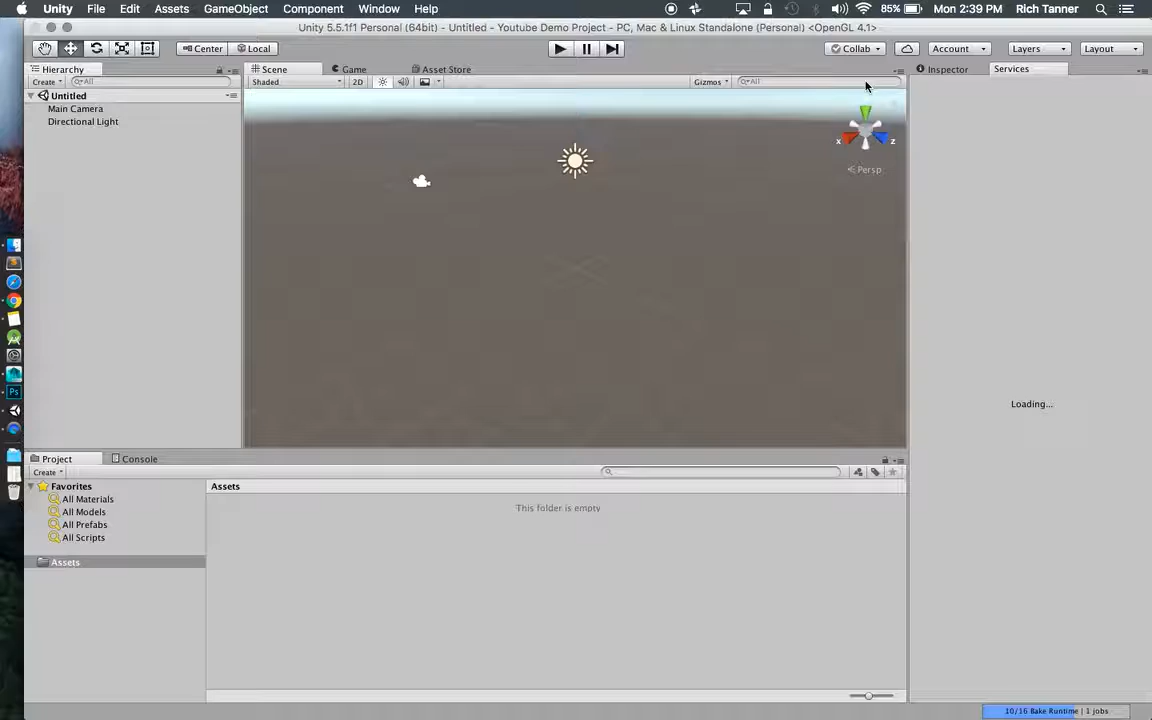 Unity File Edit Assets GameObject Component Window Help 85% Mon 2:39 PM Rich Tanner
Unity 5.5.1f1 Personal (64bit) - Untitled - Youtube Demo Project - PC, Mac & Linux Standalone (Personal) <OpenGL 4.1>
Center Local Collab Account Layers Layout
Hierarchy Scene Game Asset Store Inspector Services
Create All Shaded 2D Gizmos All
Untitled
Main Camera
Directional Light
x z
Persp
Loading...
Project Console
Create
Favorites Assets
All Materials
This folder is empty
All Models
All Prefabs
All Scripts
Assets
Ps
10/16 Bake Runtime | 1 jobs